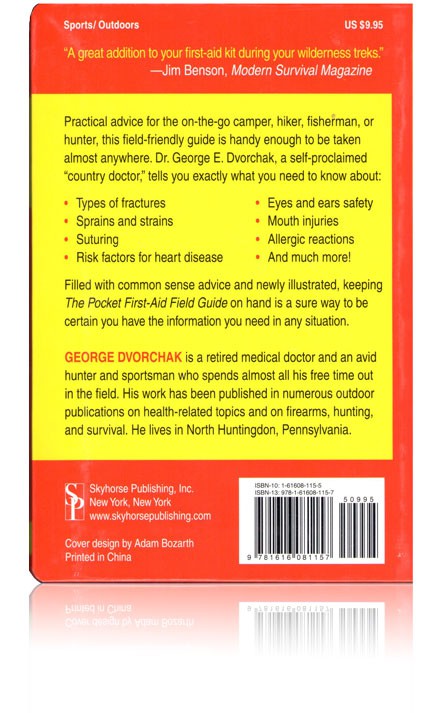 Sports/ Outdoors US $9.95
“A great addition to your first-aid kit during your wilderness treks.”
—Jim Benson, Modern Survival Magazine
Practical advice for the on-the-go camper, hiker, fisherman, or
hunter, this field-friendly guide is handy enough to be taken
almost anywhere. Dr. George E. Dvorchak, a self-proclaimed
“country doctor,” tells you exactly what you need to know about:
• Types of fractures
• Sprains and strains
• Suturing
• Risk factors for heart disease
• Eyes and ears safety
• Mouth injuries
• Allergic reactions
• And much more!
Filled with common sense advice and newly illustrated, keeping
The Pocket First-Aid Field Guide on hand is a sure way to be
certain you have the information you need in any situation.
GEORGE DVORCHAK is a retired medical doctor and an avid
hunter and sportsman who spends almost all his free time out
in the field. His work has been published in numerous outdoor
publications on health-related topics and on firearms, hunting,
and survival. He lives in North Huntingdon, Pennsylvania.
SP
Skyhorse Publishing, Inc.
New York, New York
www.skyhorsepublishing.com
Cover design by Adam Bozarth
Printed in China
ISBN-10: 1-61608-115-5
ISBN-13: 978-1-61608-115-7
50995
9 781616 081157